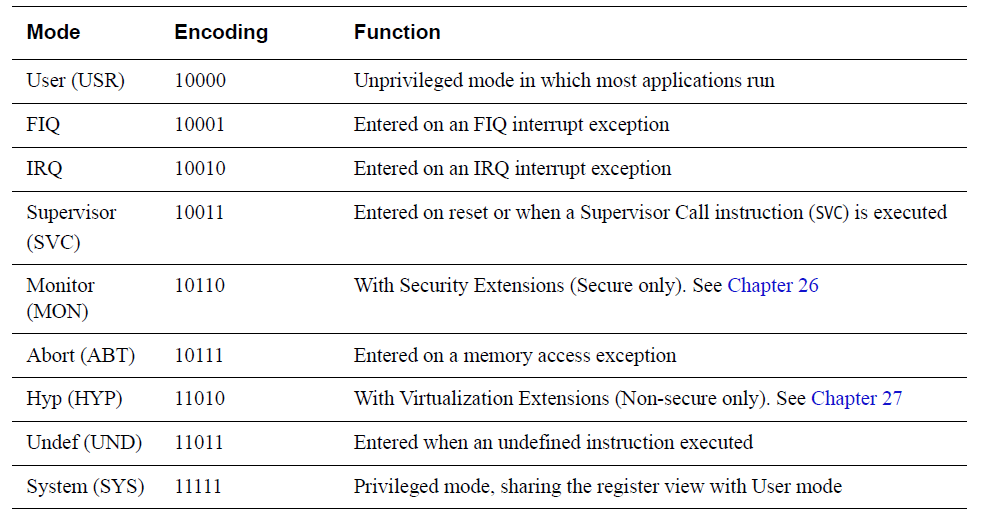 Mode Encoding Function
User (USR) 10000 Unprivileged mode in which most applications run
FIQ 10001 Entered on an FIQ interrupt exception
IRQ 10010 Entered on an IRQ interrupt exception
Supervisor 10011 Entered on reset or when a Supervisor Call instruction (SVC) is executed
(SVC)
Monitor 10110 With Security Extensions (Secure only). See Chapter 26
(MON)
Abort (ABT) 10111 Entered on a memory access exception
Hyp (HYP) 11010 With Virtualization Extensions (Non-secure only). See Chapter 27
Undef (UND) 11011 Entered when an undefined instruction executed
System (SYS) 11111 Privileged mode, sharing the register view with User mode